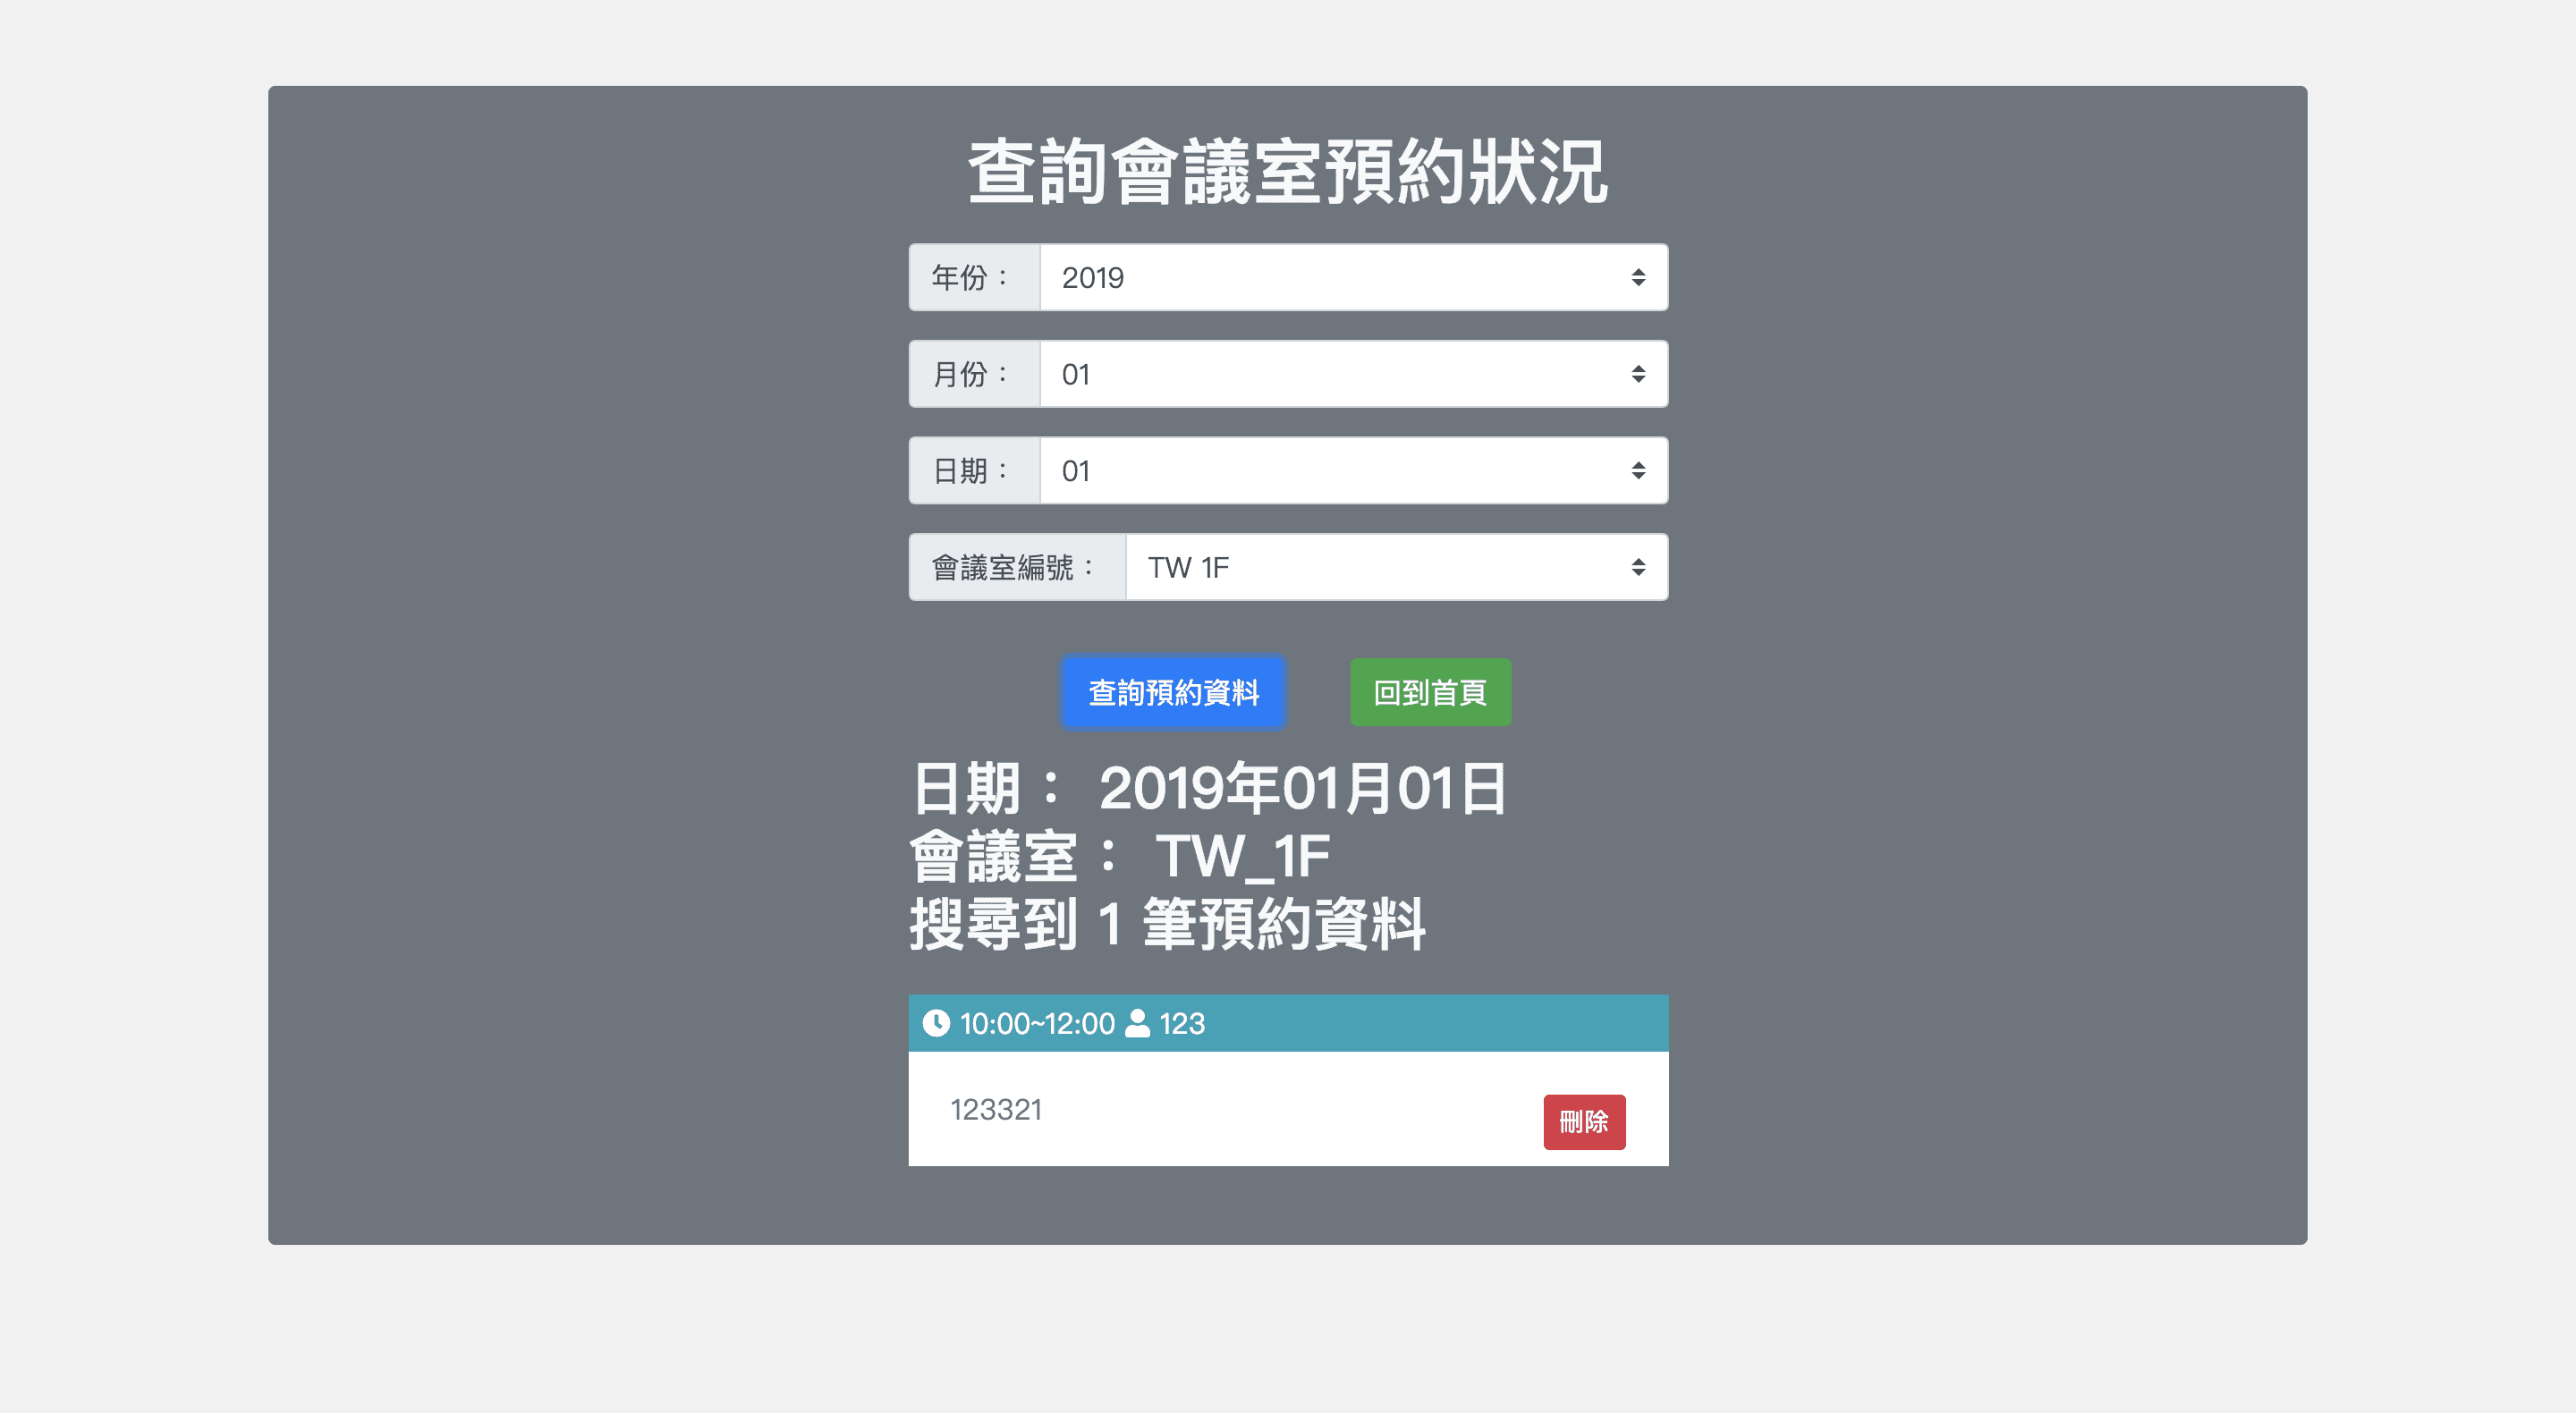 查詢會議室預約狀況
年份： 2019
月份： 01
日期： 01
會議室編號： TW 1F
查詢預約資料 回到首頁
日期： 2019年01月01日
會議室： TW_1F
搜尋到 1 筆預約資料
10:00~12:00 123
123321
刪除